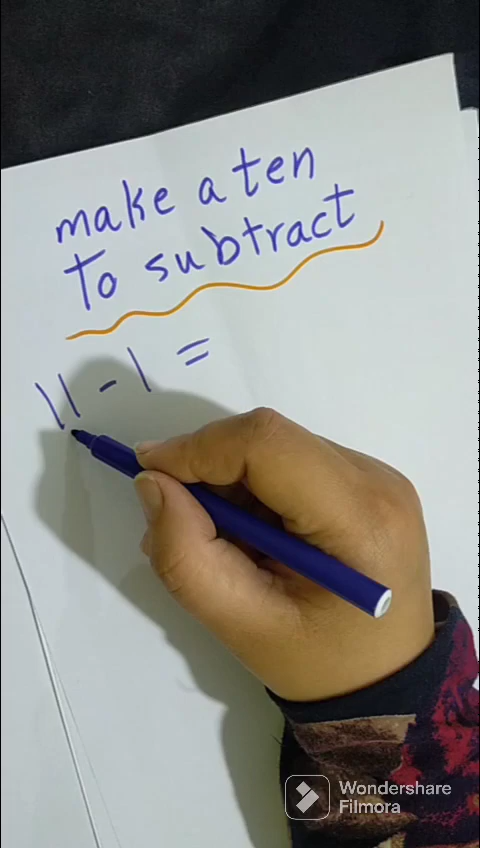 make a ten
To subtract
11 - 1 =
Wondershare
Filmora